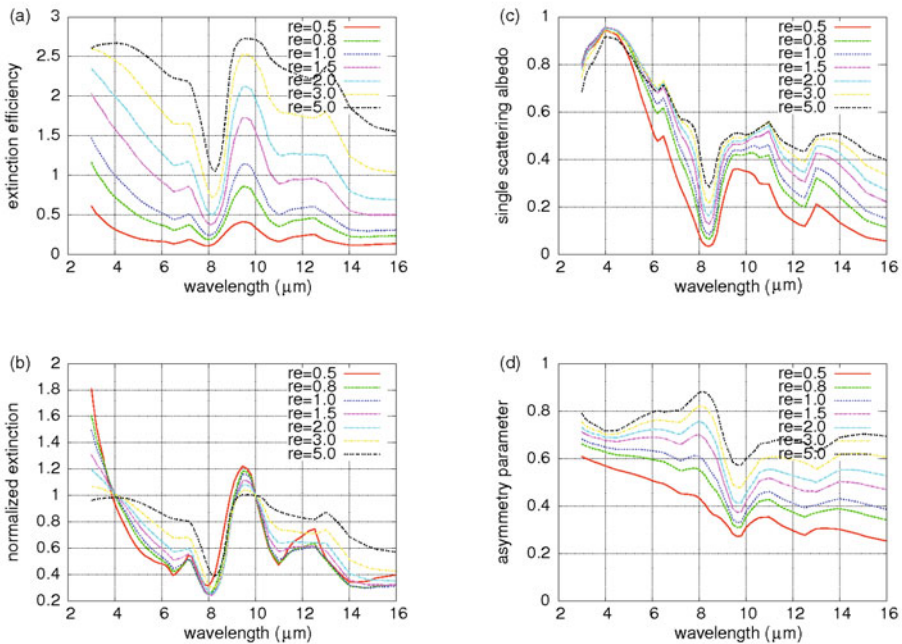 (a)
extinction efficiency
3
2.5
2
1.5
1
0.5
0
2 4 6 8 10 12 14 16
wavelength (μm)
re=0.5
re=0.8
re=1.0
re=1.5
re=2.0
re=3.0
re=5.0
(c)
single scattering albedo
1
0.8
0.6
0.4
0.2
0
2 4 6 8 10 12 14 16
wavelength (μm)
re=0.5
re=0.8
re=1.0
re=1.5
re=2.0
re=3.0
re=5.0
(b)
normalized extinction
2
1.8
1.6
1.4
1.2
1
0.8
0.6
0.4
0.2
2 4 6 8 10 12 14 16
wavelength (μm)
re=0.5
re=0.8
re=1.0
re=1.5
re=2.0
re=3.0
re=5.0
(d)
asymmetry parameter
1
0.8
0.6
0.4
0.2
0
2 4 6 8 10 12 14 16
wavelength (μm)
re=0.5
re=0.8
re=1.0
re=1.5
re=2.0
re=3.0
re=5.0